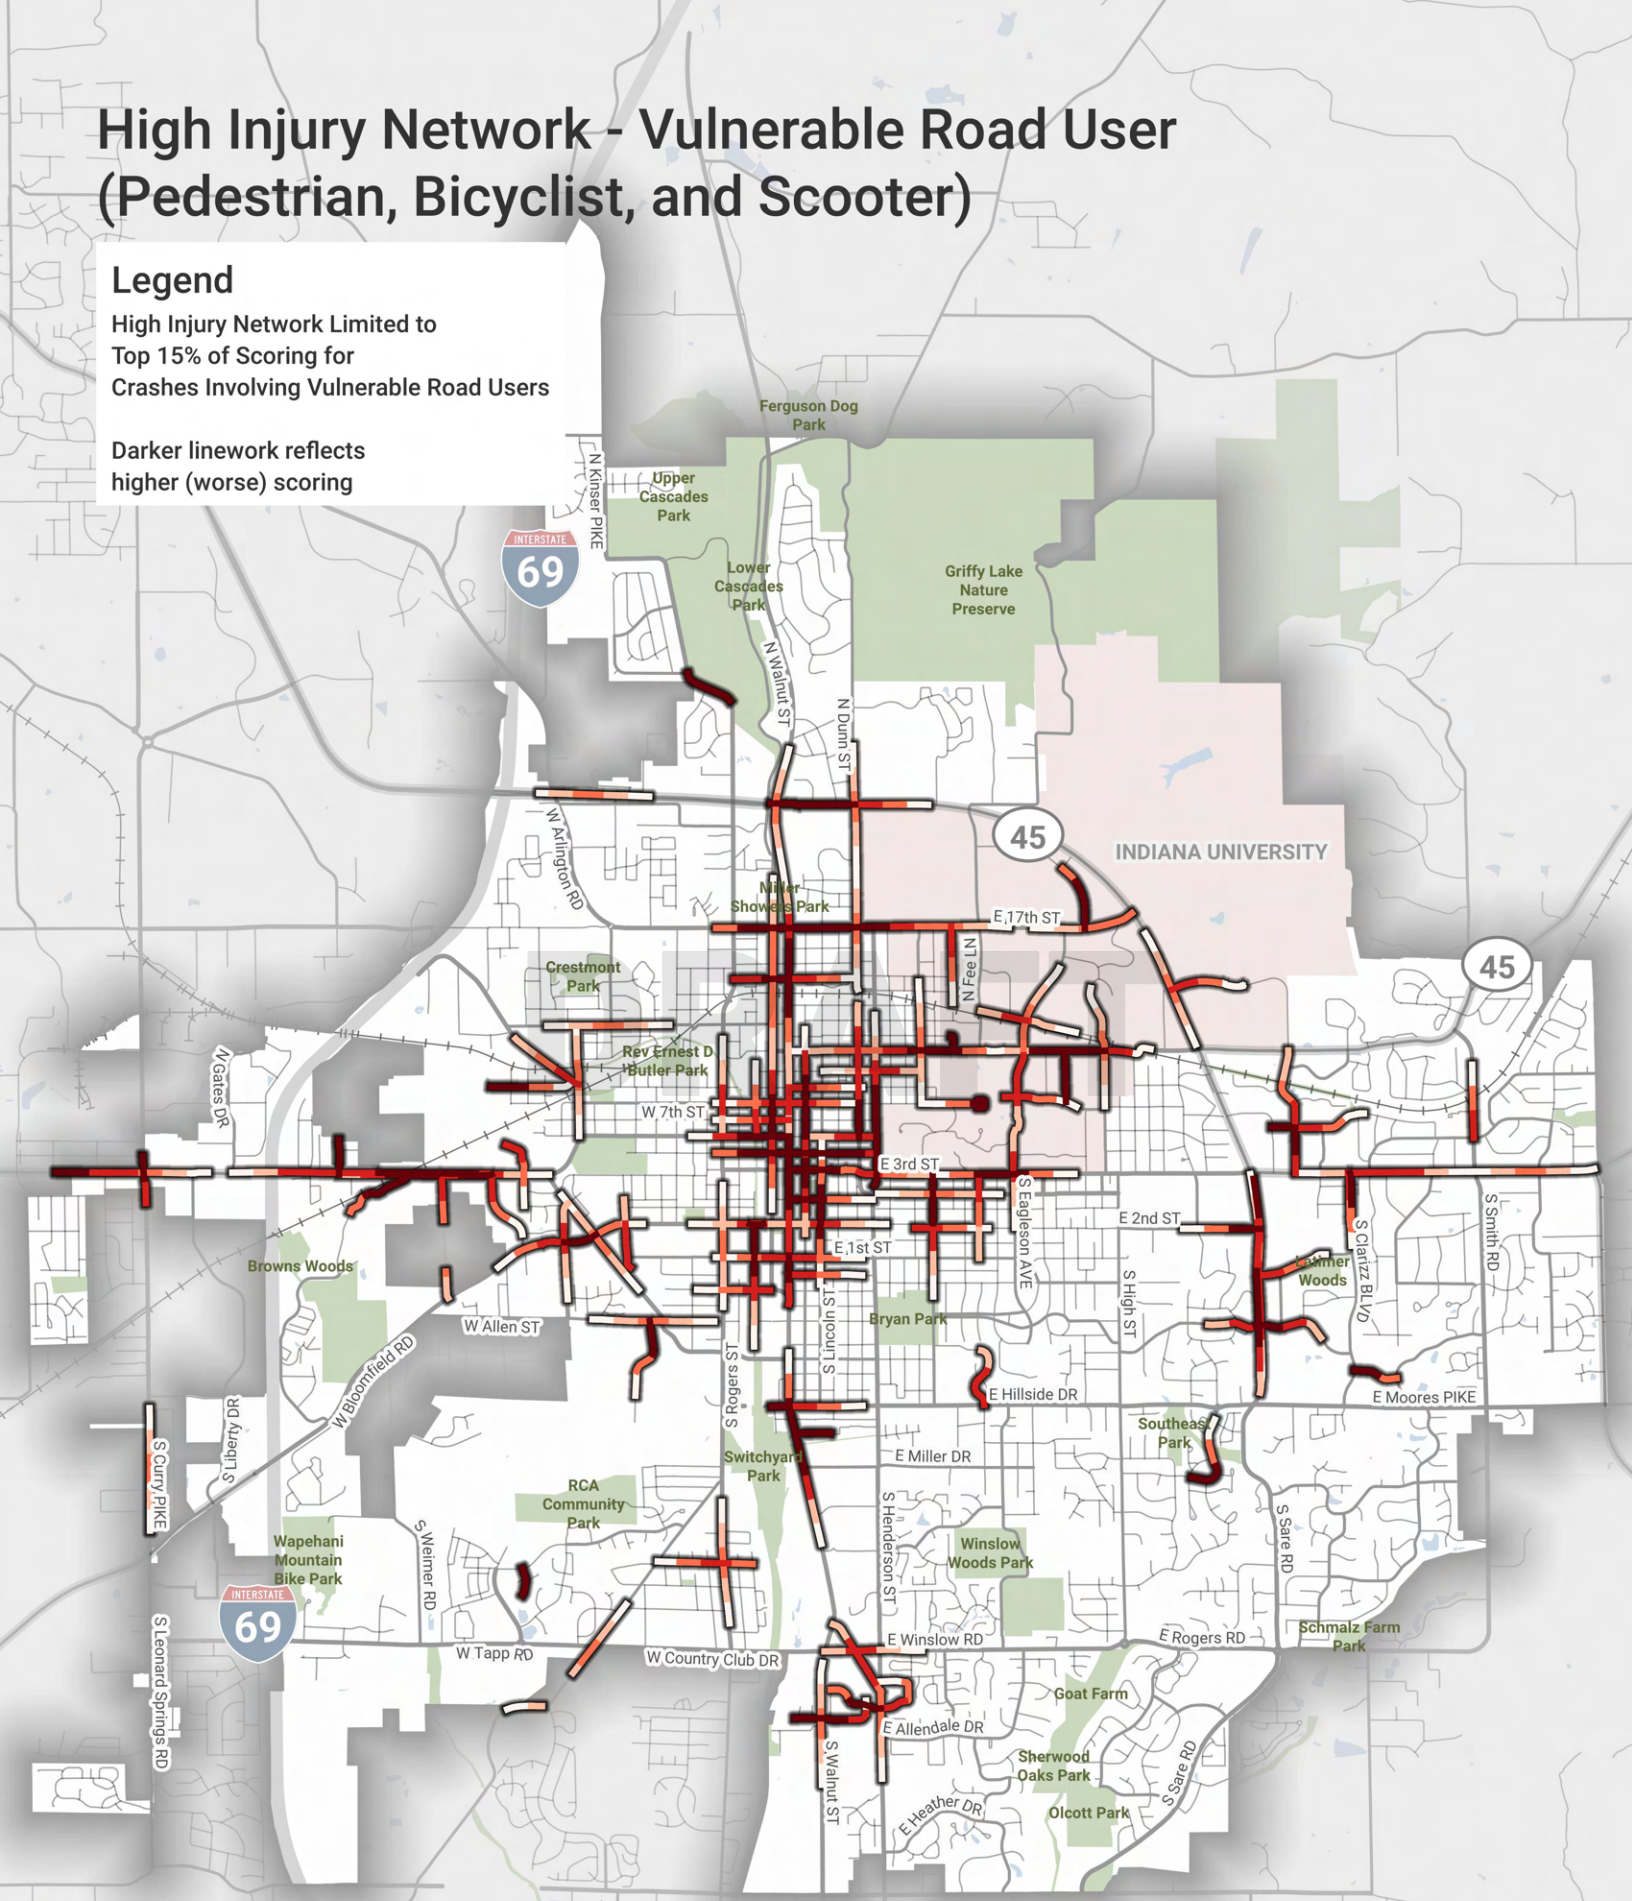 High Injury Network - Vulnerable Road User
(Pedestrian, Bicyclist, and Scooter)
Legend
High Injury Network Limited to
Top 15% of Scoring for
Crashes Involving Vulnerable Road Users
Darker linework reflects
higher (worse) scoring
Ferguson Dog
Park
N Kinser PIKE
Upper
Cascades
Park
INTERSTATE
69
Lower
Cascades
Park
Griffy Lake
Nature
Preserve
N Walnut ST
N Dunn ST
W Arlington RD
45
INDIANA UNIVERSITY
Miller
Showers Park
E 17th ST
N Fee LN
45
Crestmont
Park
DRAFT
Rev Ernest D
Butler Park
N Gates DR
W 7th ST
E 3rd ST
S Eagleson AVE
E 2nd ST
S Smith RD
S Clarizz BLVD
E 1st ST
Browns Woods
Latimer
Woods
S High ST
S Lincoln ST
Bryan Park
W Allen ST
W Bloomfield RD
S Rogers ST
E Hillside DR
E Moores PIKE
S Liberty DR
S Curry PIKE
Southeast
Park
Switchyard
Park
E Miller DR
RCA
Community
Park
S Henderson ST
S Weimer RD
S Sare RD
Wapehani
Mountain
Bike Park
Winslow
Woods Park
INTERSTATE
69
S Leonard Springs RD
W Tapp RD
W Country Club DR
E Winslow RD
E Rogers RD
Schmalz Farm
Park
Goat Farm
E Allendale DR
S Walnut ST
Sherwood
Oaks Park
S Sare RD
E Heather DR
Olcott Park